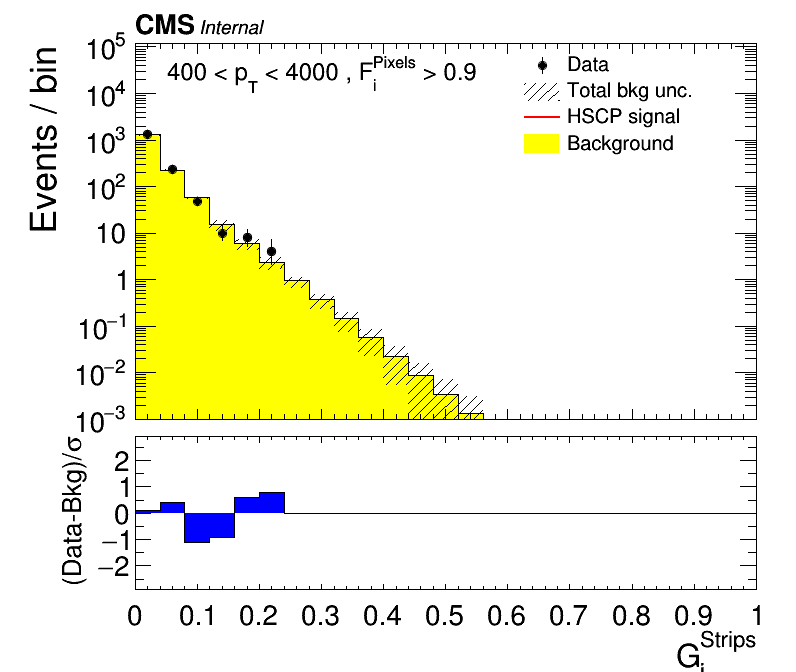 CMS Internal
400 < p_T < 4000 , F_i^Pixels > 0.9
Data
Total bkg unc.
HSCP signal
Background
Events / bin
10^5
10^4
10^3
10^2
10
1
10^−1
10^−2
10^−3
(Data-Bkg)/σ
2
1
0
−1
−2
0 0.1 0.2 0.3 0.4 0.5 0.6 0.7 0.8 0.9 1
G_i^Strips